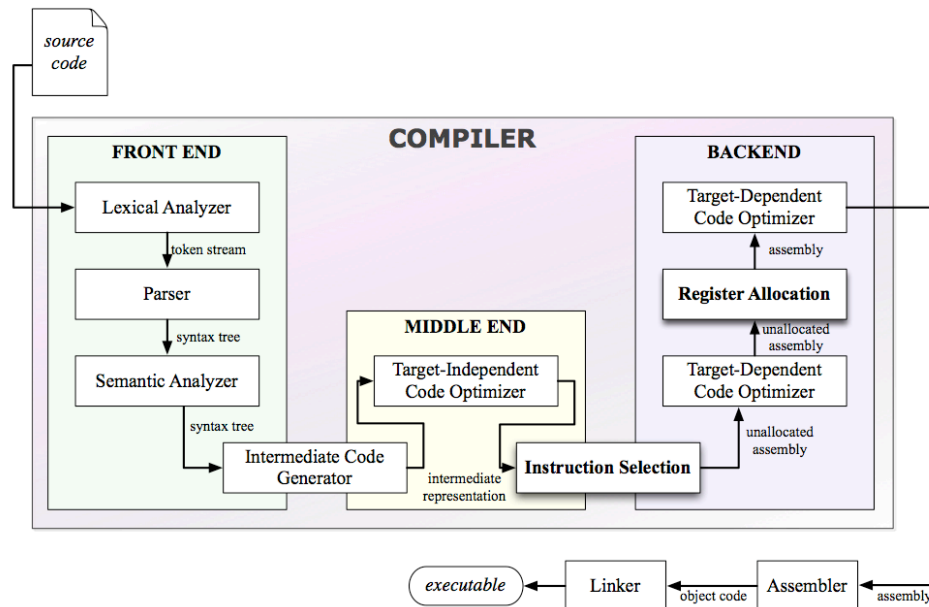 source
code
COMPILER
FRONT END
Lexical Analyzer
token stream
Parser
syntax tree
Semantic Analyzer
syntax tree
Intermediate Code
Generator
MIDDLE END
Target-Independent
Code Optimizer
intermediate
representation
Instruction Selection
BACKEND
Target-Dependent
Code Optimizer
assembly
Register Allocation
unallocated
assembly
Target-Dependent
Code Optimizer
unallocated
assembly
executable
Linker
object code
Assembler
assembly